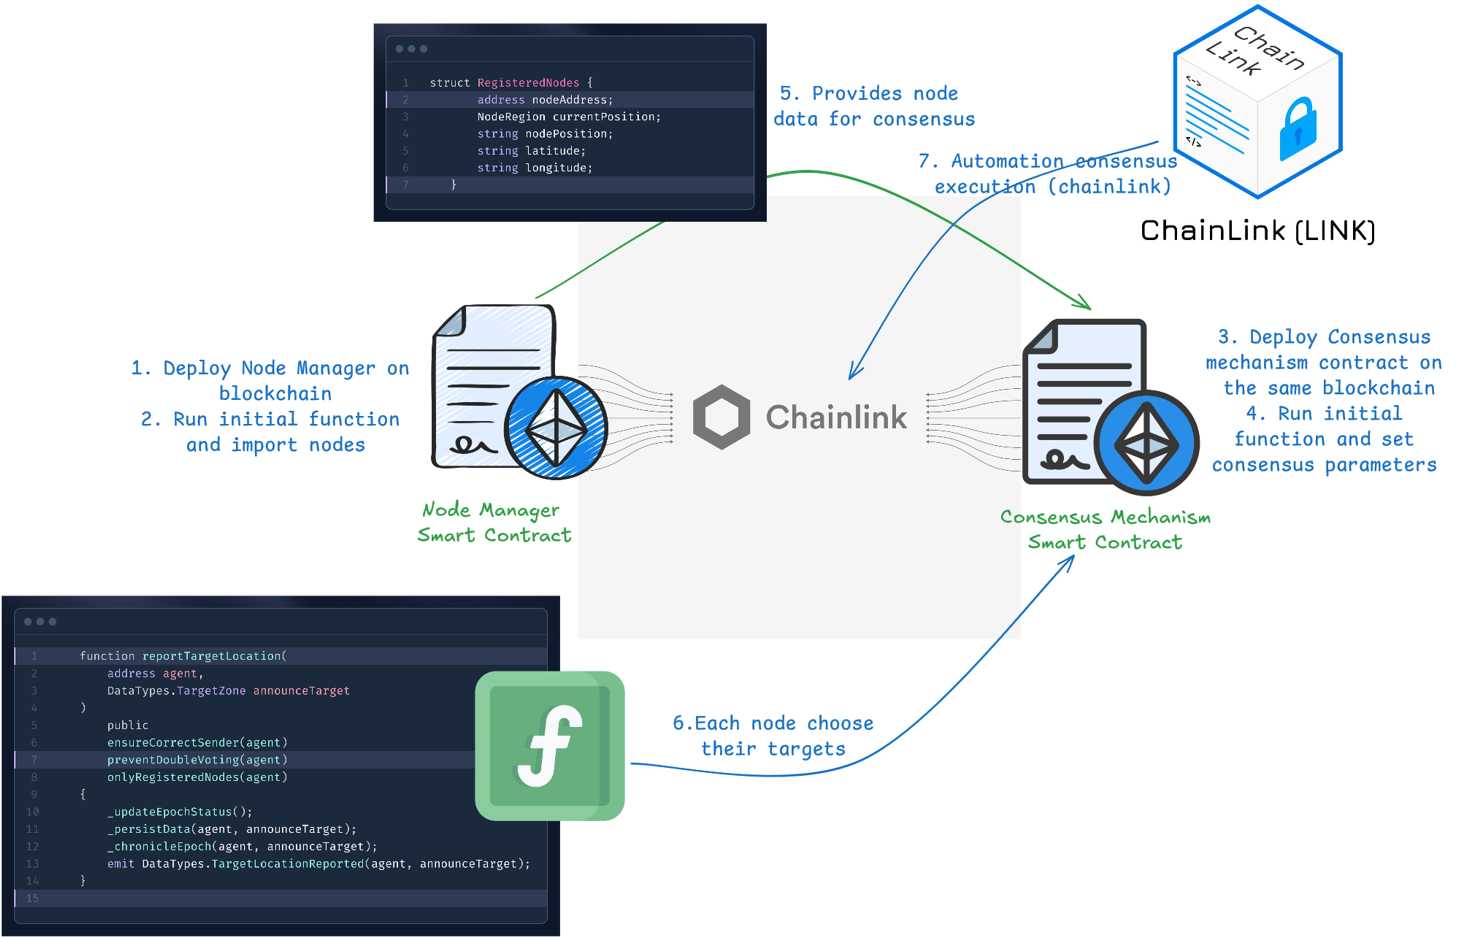 1 struct RegisteredNodes {
2 address nodeAddress;
3 NodeRegion currentPosition;
4 string nodePosition;
5 string latitude;
6 string longitude;
7 }
5. Provides node
data for consensus
7. Automation consensus
execution (chainlink)
Chain
Link
<->
</>
ChainLink (LINK)
1. Deploy Node Manager on
blockchain
2. Run initial function
and import nodes
Chainlink
3. Deploy Consensus
mechanism contract on
the same blockchain
4. Run initial
function and set
consensus parameters
Node Manager
Smart Contract
Consensus Mechanism
Smart Contract
1 function reportTargetLocation(
2 address agent,
3 DataTypes.TargetZone announceTarget
4 )
5 public
6 ensureCorrectSender(agent)
7 preventDoubleVoting(agent)
8 onlyRegisteredNodes(agent)
9 {
10 _updateEpochStatus();
11 _persistData(agent, announceTarget);
12 _chronicleEpoch(agent, announceTarget);
13 emit DataTypes.TargetLocationReported(agent, announceTarget);
14 }
15
f
6.Each node choose
their targets